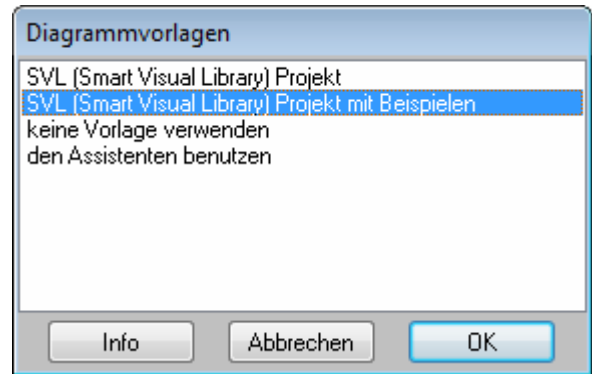 Diagrammvorlagen
SVL (Smart Visual Library) Projekt
SVL (Smart Visual Library) Projekt mit Beispielen
keine Vorlage verwenden
den Assistenten benutzen
Info Abbrechen OK